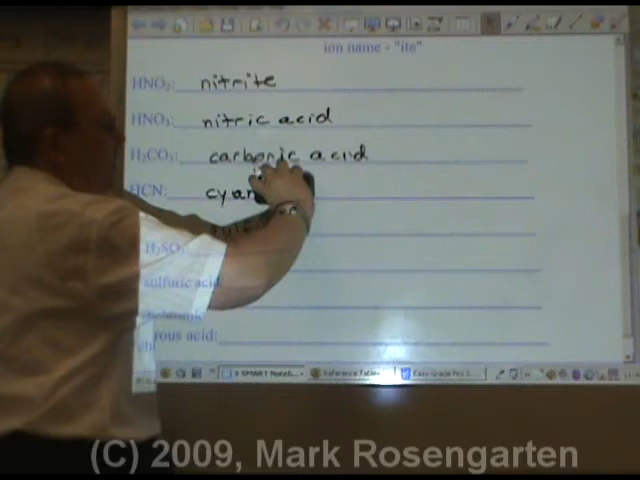 ion name - "ite"
HNO₂: nitrite
HNO₃: nitric acid
H₂CO₃: carbonic acid
HCN: cyan
H₂SO₃:
sulfuric acid
rous acid:
(C) 2009, Mark Rosengarten